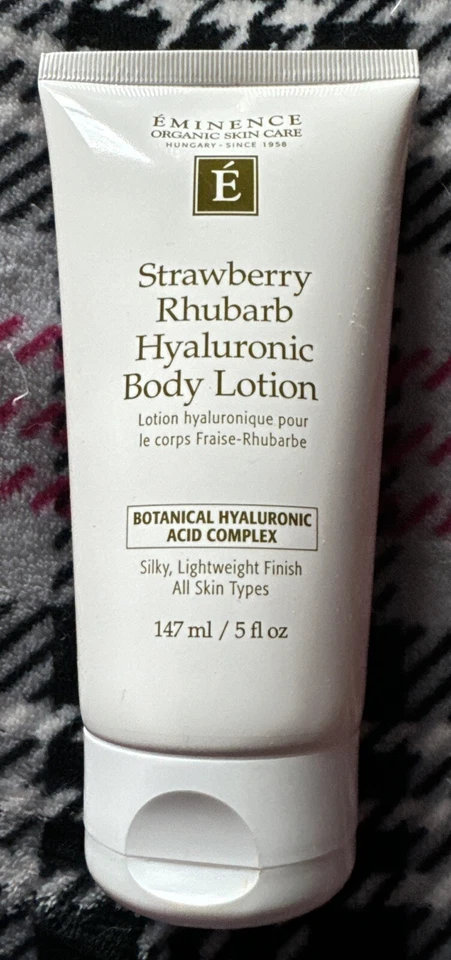 ÉMINENCE
ORGANIC SKIN CARE
HUNGARY · SINCE 1958
É
Strawberry
Rhubarb
Hyaluronic
Body Lotion
Lotion hyaluronique pour
le corps Fraise-Rhubarbe
BOTANICAL HYALURONIC
ACID COMPLEX
Silky, Lightweight Finish
All Skin Types
147 ml / 5 fl oz